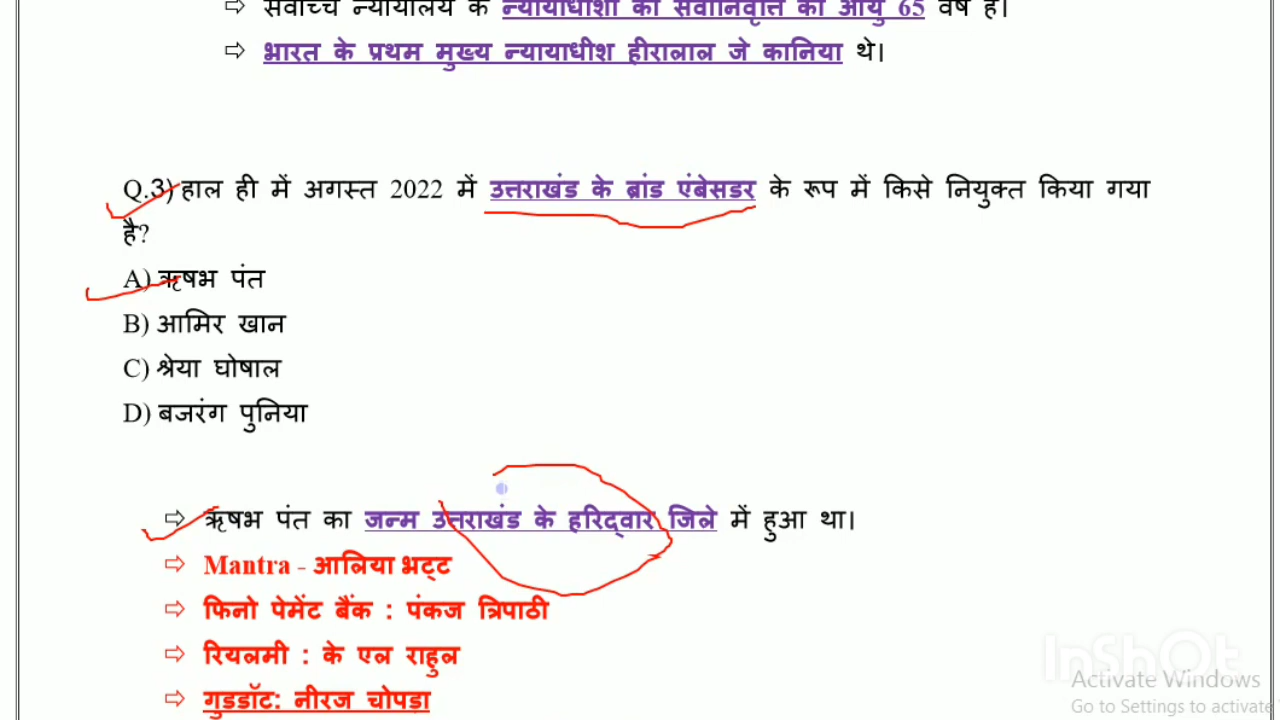 ⇨ सर्वोच्च न्यायालय के न्यायाधीशों की सेवानिवृत्ति की आयु 65 वर्ष है।
⇨ भारत के प्रथम मुख्य न्यायाधीश हीरालाल जे कानिया थे।
Q.3) हाल ही में अगस्त 2022 में उत्तराखंड के ब्रांड एंबेसडर के रूप में किसे नियुक्त किया गया
है?
A) ऋषभ पंत
B) आमिर खान
C) श्रेया घोषाल
D) बजरंग पुनिया
⇨ ऋषभ पंत का जन्म उत्तराखंड के हरिद्वार जिले में हुआ था।
⇨ Mantra - आलिया भट्ट
⇨ फिनो पेमेंट बैंक : पंकज त्रिपाठी
⇨ रियलमी : के एल राहुल
⇨ गुडडॉट: नीरज चोपड़ा
InShOt
Activate Windows
Go to Settings to activate